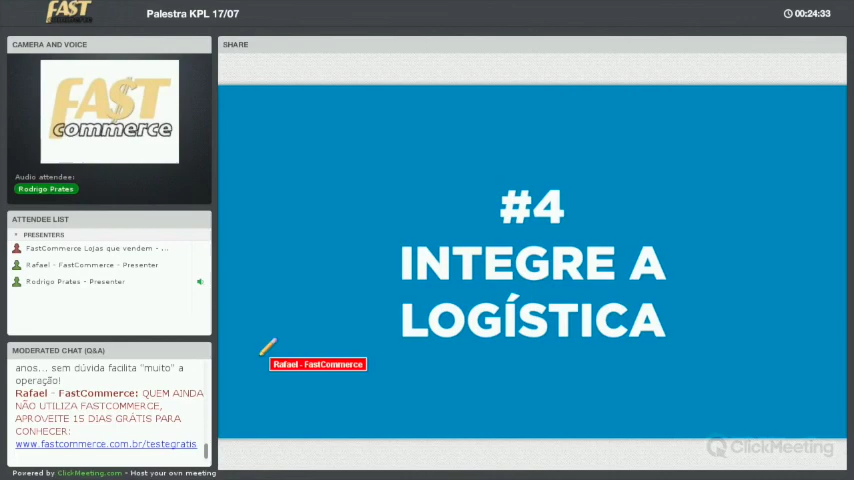 FAST
commerce
Palestra KPL 17/07
00:24:33
CAMERA AND VOICE
FA$T
commerce
Audio attendee:
Rodrigo Prates
ATTENDEE LIST
PRESENTERS
FastCommerce Lojas que vendem - ...
Rafael - FastCommerce - Presenter
Rodrigo Prates - Presenter
MODERATED CHAT (Q&A)
anos... sem dúvida facilita "muito" a
operação!
Rafael - FastCommerce: QUEM AINDA
NÃO UTILIZA FASTCOMMERCE,
APROVEITE 15 DIAS GRÁTIS PARA
CONHECER:
www.fastcommerce.com.br/testegratis
Powered by ClickMeeting.com - Host your own meeting
SHARE
#4
INTEGRE A
LOGÍSTICA
Rafael - FastCommerce
ClickMeeting